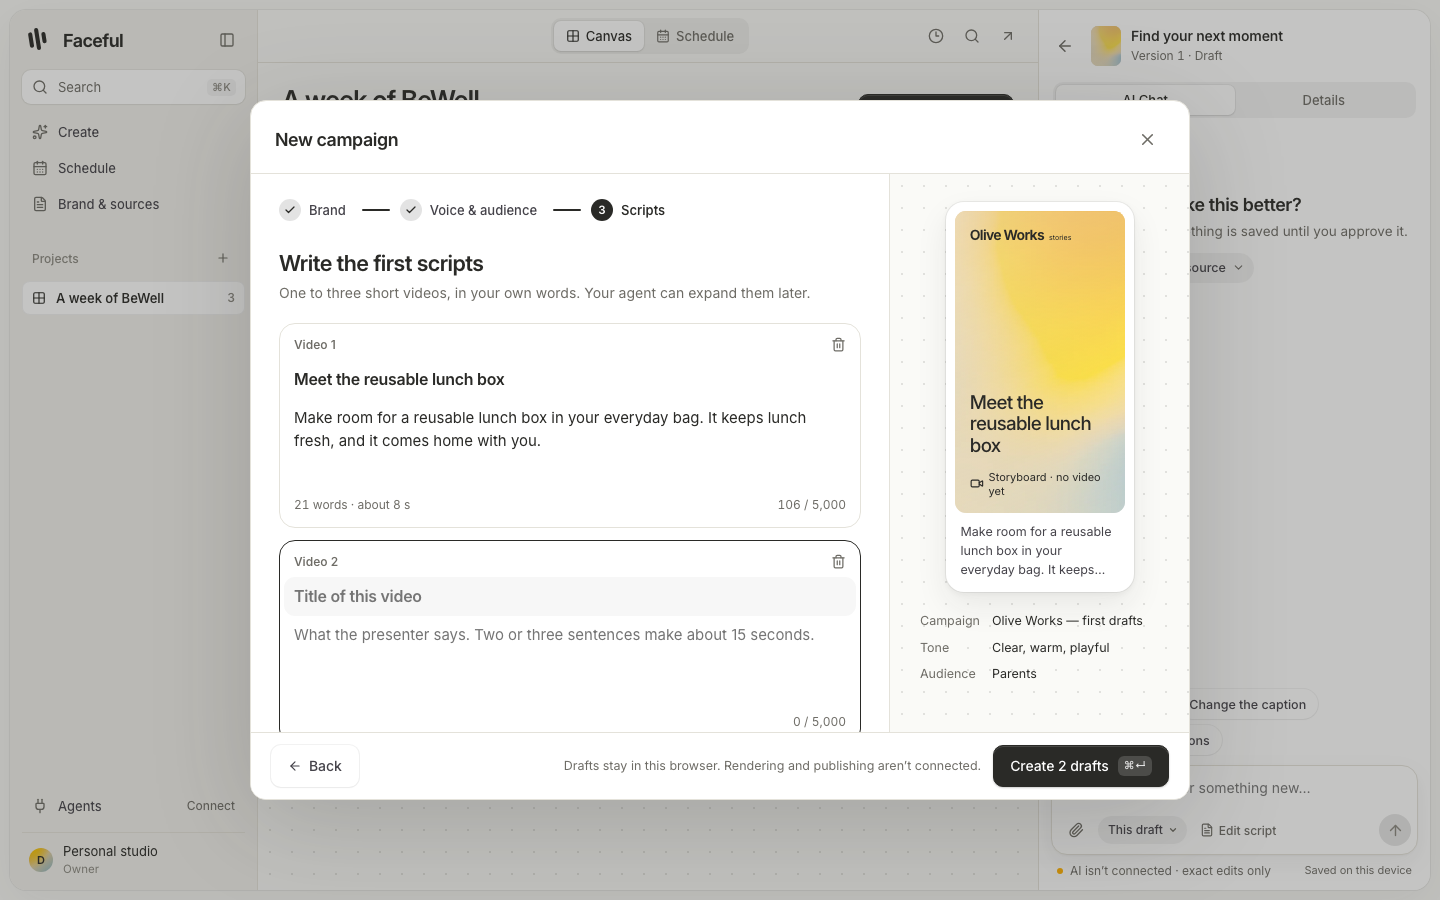 Faceful
Search ⌘K
Create
Schedule
Brand & sources
Projects
A week of BeWell 3
Agents Connect
D
Personal studio
Owner
Canvas
Schedule
A week of BeWell
Find your next moment
Version 1 · Draft
AI Chat
Details
ke this better?
thing is saved until you approve it.
ource
Change the caption
ons
r something new...
This draft
Edit script
AI isn't connected · exact edits only
Saved on this device
New campaign
Brand
Voice & audience
3 Scripts
Write the first scripts
One to three short videos, in your own words. Your agent can expand them later.
Video 1
Meet the reusable lunch box
Make room for a reusable lunch box in your everyday bag. It keeps lunch
fresh, and it comes home with you.
21 words · about 8 s
106 / 5,000
Video 2
Title of this video
What the presenter says. Two or three sentences make about 15 seconds.
0 / 5,000
Olive Works stories
Meet the
reusable lunch
box
Storyboard · no video
yet
Make room for a reusable
lunch box in your
everyday bag. It keeps...
Campaign Olive Works — first drafts
Tone Clear, warm, playful
Audience Parents
Back
Drafts stay in this browser. Rendering and publishing aren't connected.
Create 2 drafts ⌘↵